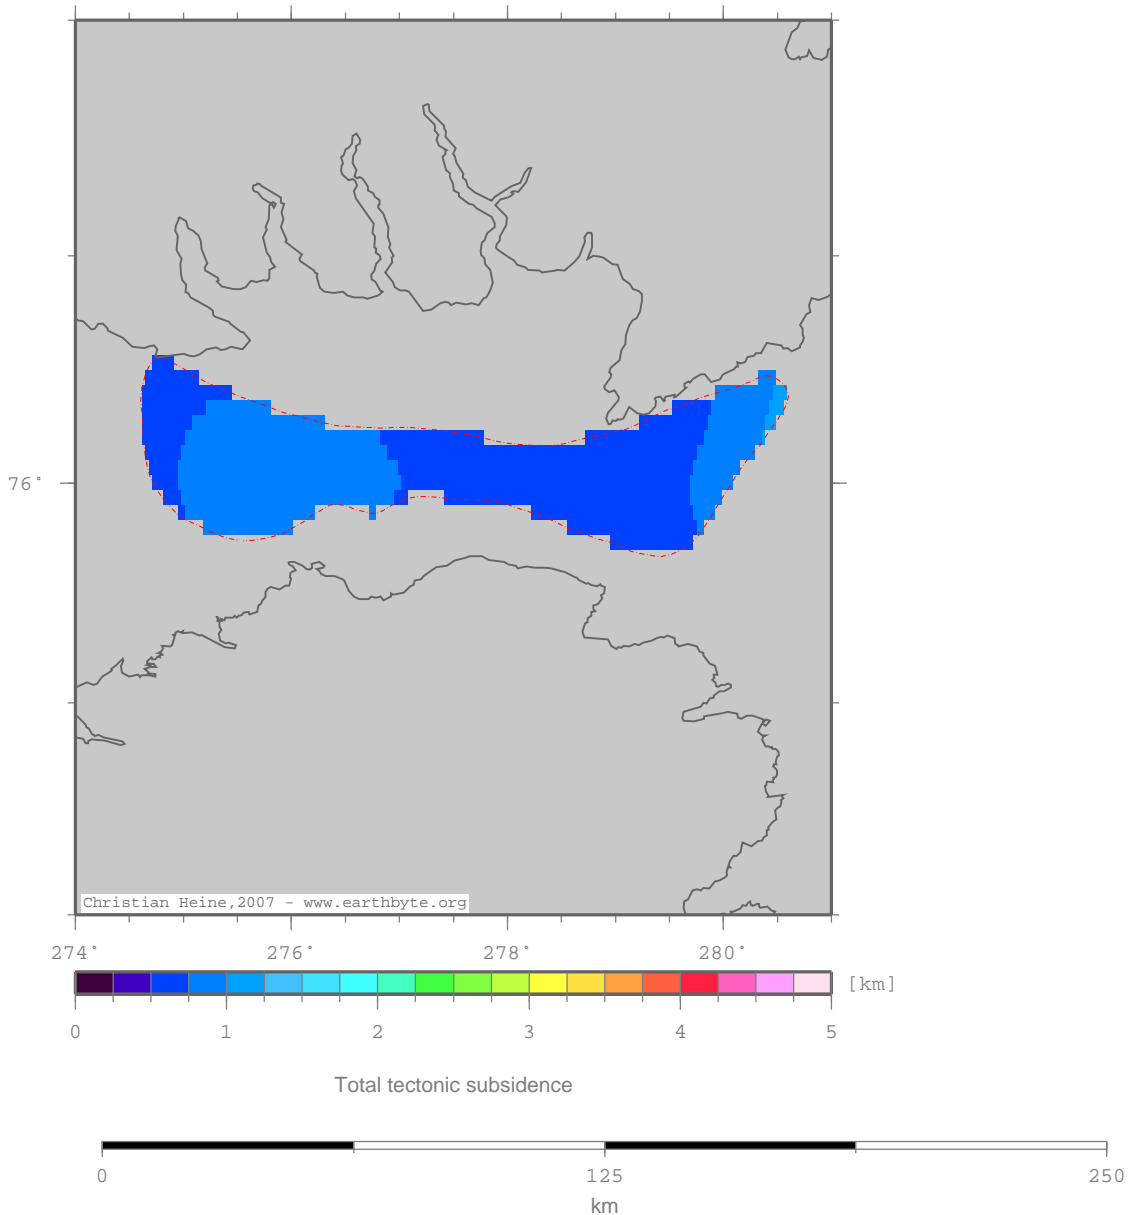 76°
Christian Heine,2007 - www.earthbyte.org
274° 276° 278° 280°
[km]
0 1 2 3 4 5
Total tectonic subsidence
0 125 250
km